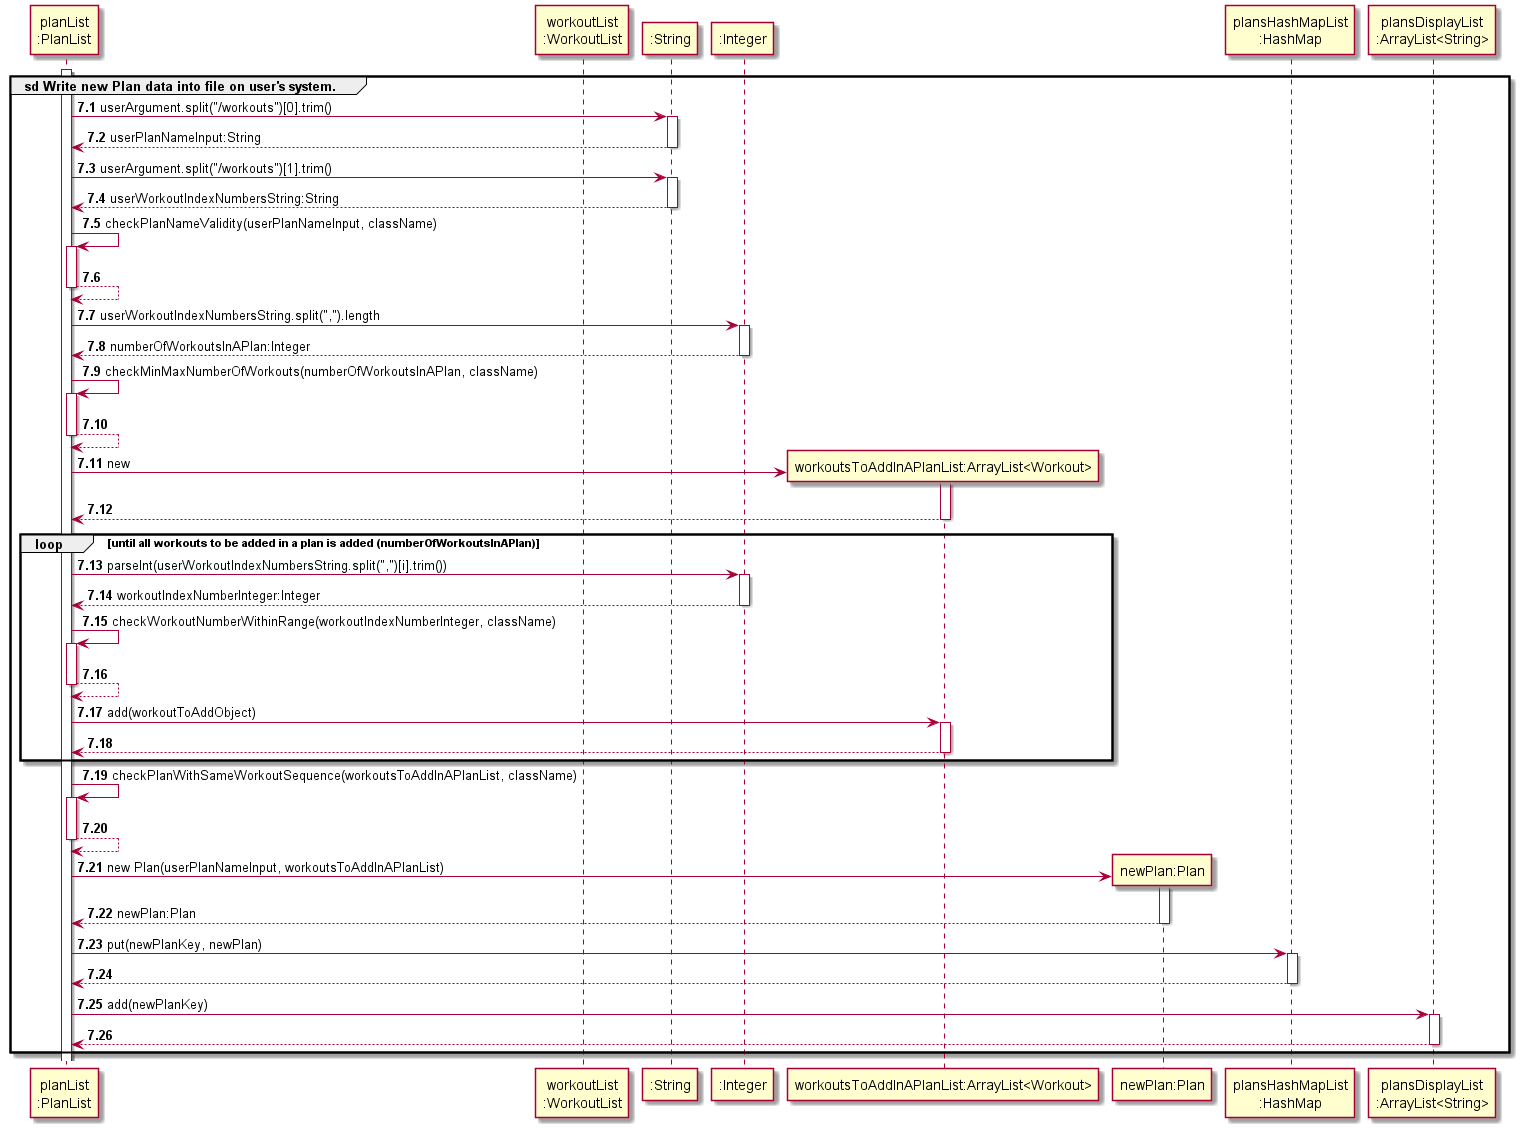 planList
:PlanList
workoutList
:WorkoutList
:String
:Integer
plansHashMapList
:HashMap
plansDisplayList
:ArrayList<String>
sd Write new Plan data into file on user's system.
7.1 userArgument.split("/workouts")[0].trim()
7.2 userPlanNameInput:String
7.3 userArgument.split("/workouts")[1].trim()
7.4 userWorkoutIndexNumbersString:String
7.5 checkPlanNameValidity(userPlanNameInput, className)
7.6
7.7 userWorkoutIndexNumbersString.split(",").length
7.8 numberOfWorkoutsInAPlan:Integer
7.9 checkMinMaxNumberOfWorkouts(numberOfWorkoutsInAPlan, className)
7.10
7.11 new
workoutsToAddInAPlanList:ArrayList<Workout>
7.12
loop [until all workouts to be added in a plan is added (numberOfWorkoutsInAPlan)]
7.13 parseInt(userWorkoutIndexNumbersString.split(",")[i].trim())
7.14 workoutIndexNumberInteger:Integer
7.15 checkWorkoutNumberWithinRange(workoutIndexNumberInteger, className)
7.16
7.17 add(workoutToAddObject)
7.18
7.19 checkPlanWithSameWorkoutSequence(workoutsToAddInAPlanList, className)
7.20
7.21 new Plan(userPlanNameInput, workoutsToAddInAPlanList)
newPlan:Plan
7.22 newPlan:Plan
7.23 put(newPlanKey, newPlan)
7.24
7.25 add(newPlanKey)
7.26
planList
:PlanList
workoutList
:WorkoutList
:String
:Integer
workoutsToAddInAPlanList:ArrayList<Workout>
newPlan:Plan
plansHashMapList
:HashMap
plansDisplayList
:ArrayList<String>